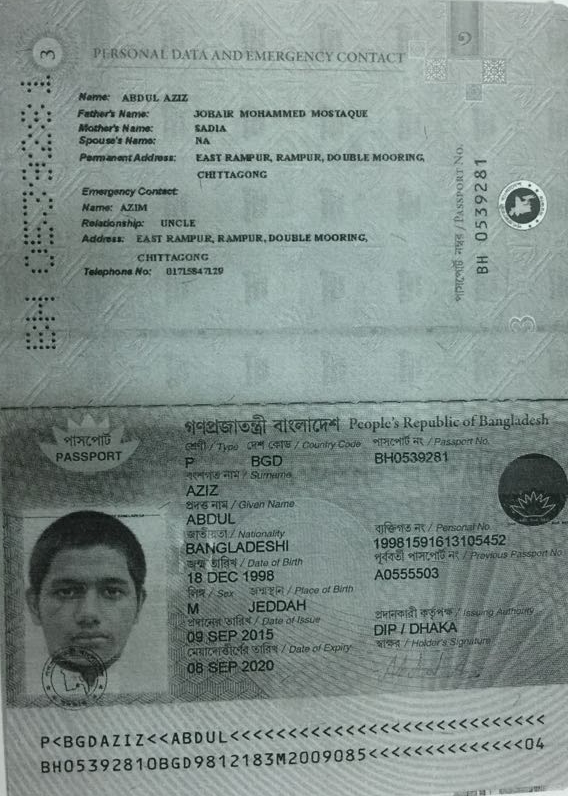 3
PERSONAL DATA AND EMERGENCY CONTACT
১
Name: ABDUL AZIZ
Father's Name: JOBAIR MOHAMMED MOSTAQUE
Mother's Name: SADIA
Spouse's Name: NA
Permanent Address: EAST RAMPUR, RAMPUR, DOUBLE MOORING,
CHITTAGONG
Emergency Contact:
Name: AZIM
Relationship: UNCLE
Address: EAST RAMPUR, RAMPUR, DOUBLE MOORING,
CHITTAGONG
Telephone No: 01715847129
BH 0539281
পাসপোর্ট নম্বর / PASSPORT No.
BH 0539281
3
গণপ্রজাতন্ত্রী বাংলাদেশ People's Republic of Bangladesh
পাসপোর্ট
PASSPORT
শ্রেণী / Type দেশ কোড / Country Code পাসপোর্ট নং / Passport No.
P BGD BH0539281
বংশগত নাম / Surname
AZIZ
প্রদত্ত নাম / Given Name
ABDUL
জাতীয়তা / Nationality ব্যক্তিগত নং / Personal No.
BANGLADESHI 19981591613105452
জন্ম তারিখ / Date of Birth পূর্ববর্তী পাসপোর্ট নং / Previous Passport No.
18 DEC 1998 A0555503
লিঙ্গ / Sex জন্মস্থান / Place of Birth
M JEDDAH
প্রদানের তারিখ / Date of Issue প্রদানকারী কর্তৃপক্ষ / Issuing Authority
09 SEP 2015 DIP / DHAKA
মেয়াদোত্তীর্ণের তারিখ / Date of Expiry স্বাক্ষর / Holder's Signature
08 SEP 2020
P<BGDAZIZ<<ABDUL<<<<<<<<<<<<<<<<<<<<<<<<<<<<
BH05392810BGD9812183M2009085<<<<<<<<<<<<<<04